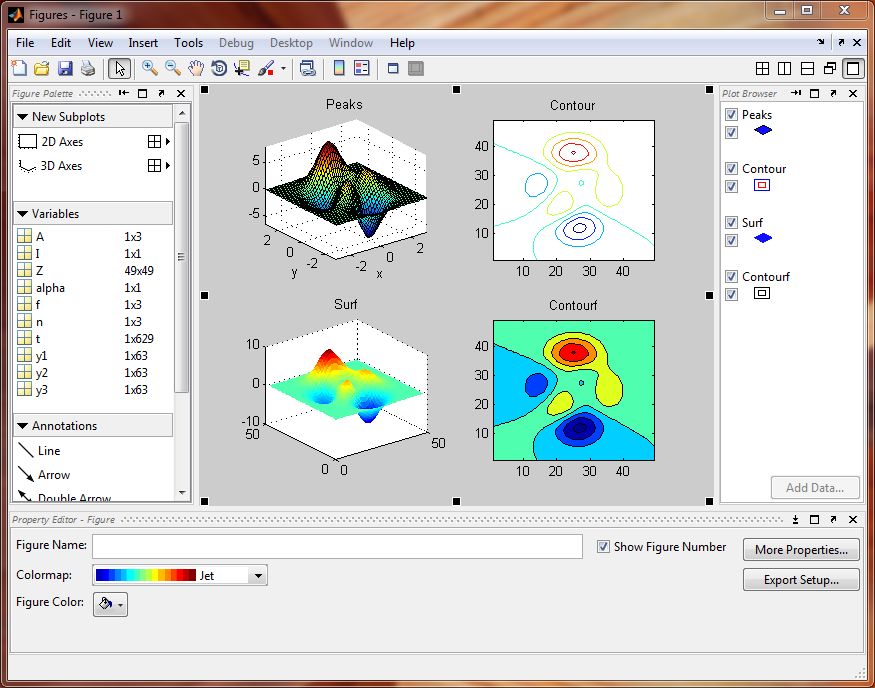 Figures - Figure 1
File Edit View Insert Tools Debug Desktop Window Help
Figure Palette
New Subplots
2D Axes
3D Axes
Variables
A 1x3
I 1x1
Z 49x49
alpha 1x1
f 1x3
n 1x3
t 1x629
y1 1x63
y2 1x63
y3 1x63
Annotations
Line
Arrow
Double Arrow
Peaks
5
0
-5
2
0
-2
y
-2
0
2
x
Contour
40
30
20
10
10 20 30 40
Surf
10
0
-10
50
0
0
50
Contourf
40
30
20
10
10 20 30 40
Plot Browser
Peaks
Contour
Surf
Contourf
Add Data...
Property Editor - Figure
Figure Name:
Show Figure Number
More Properties...
Colormap:
Jet
Export Setup...
Figure Color: